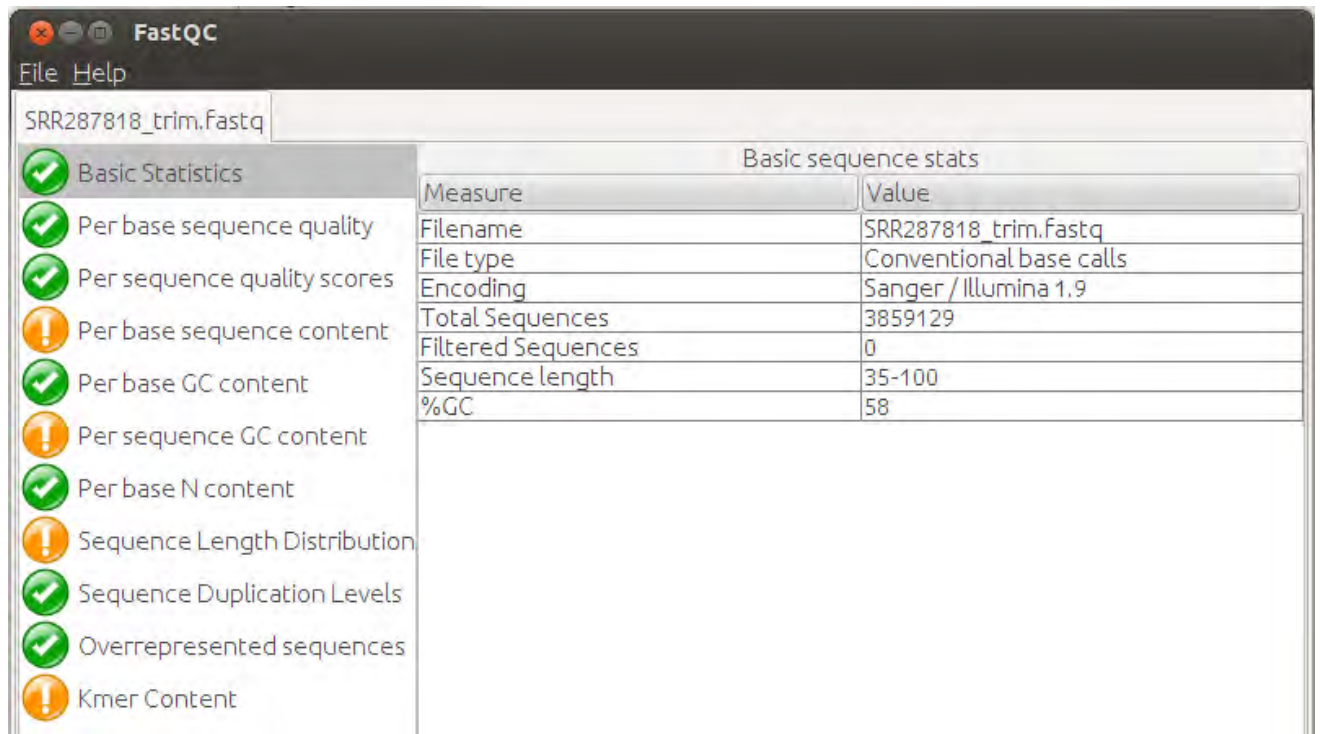 FastQC
File Help
SRR287818_trim.fastq
Basic Statistics
Per base sequence quality
Per sequence quality scores
Per base sequence content
Per base GC content
Per sequence GC content
Per base N content
Sequence Length Distribution
Sequence Duplication Levels
Overrepresented sequences
Kmer Content
Basic sequence stats
Measure Value
Filename SRR287818_trim.fastq
File type Conventional base calls
Encoding Sanger / Illumina 1.9
Total Sequences 3859129
Filtered Sequences 0
Sequence length 35-100
%GC 58